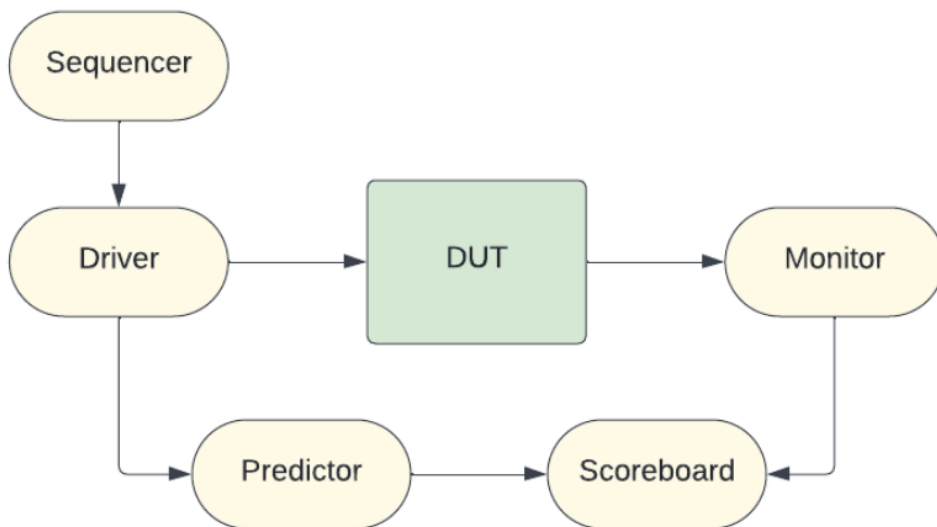 Sequencer
Driver
DUT
Monitor
Predictor
Scoreboard